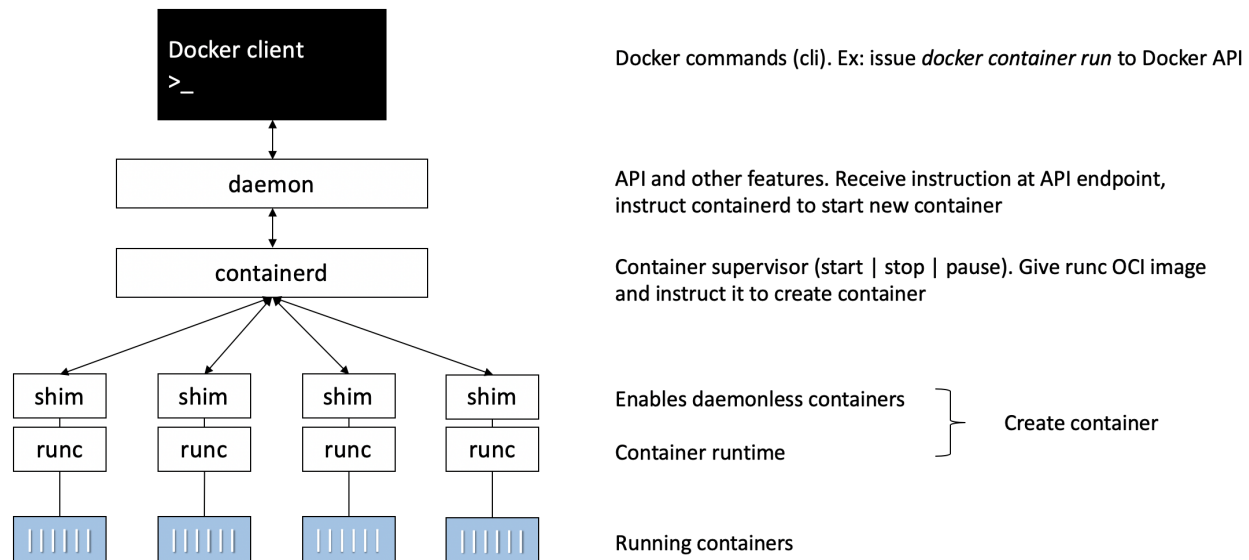 Docker client
>_
Docker commands (cli). Ex: issue docker container run to Docker API
daemon
API and other features. Receive instruction at API endpoint,
instruct containerd to start new container
containerd
Container supervisor (start | stop | pause). Give runc OCI image
and instruct it to create container
shim
shim
shim
shim
Enables daemonless containers
Create container
runc
runc
runc
runc
Container runtime
Running containers